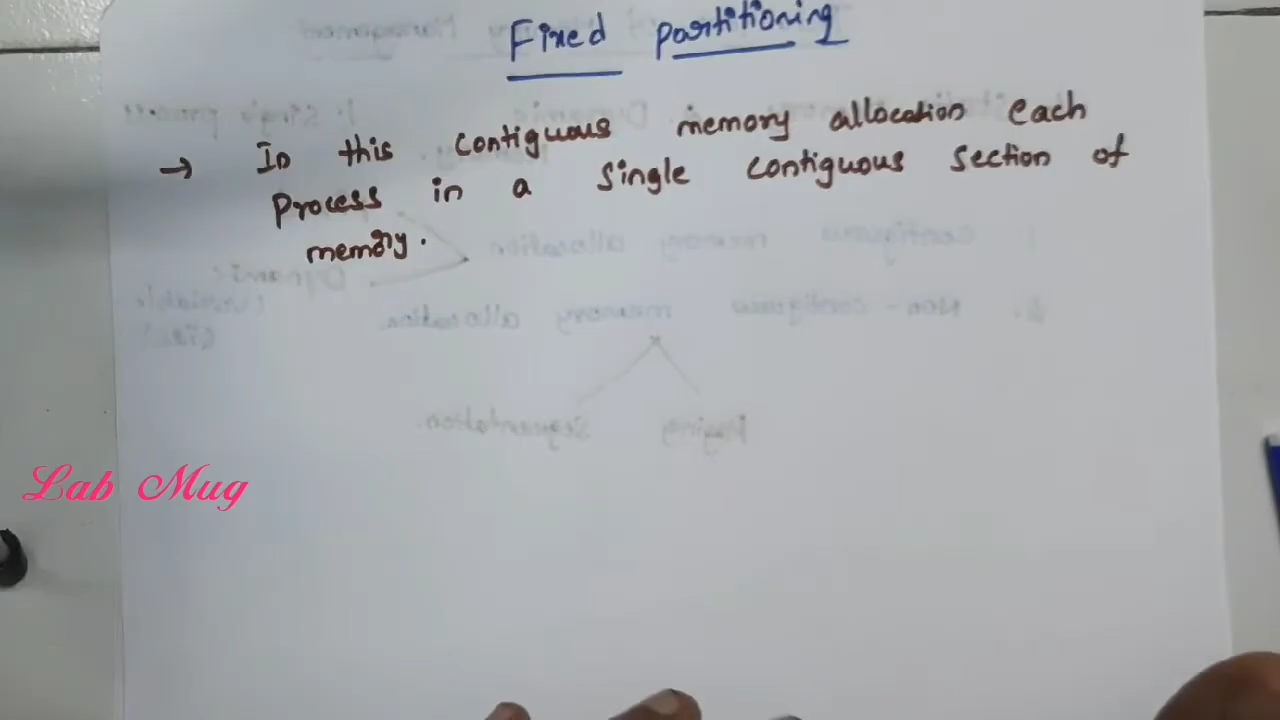 Fixed partitioning
→ In this contiguous memory allocation each
process in a single contiguous section of
memory.
Lab Mug